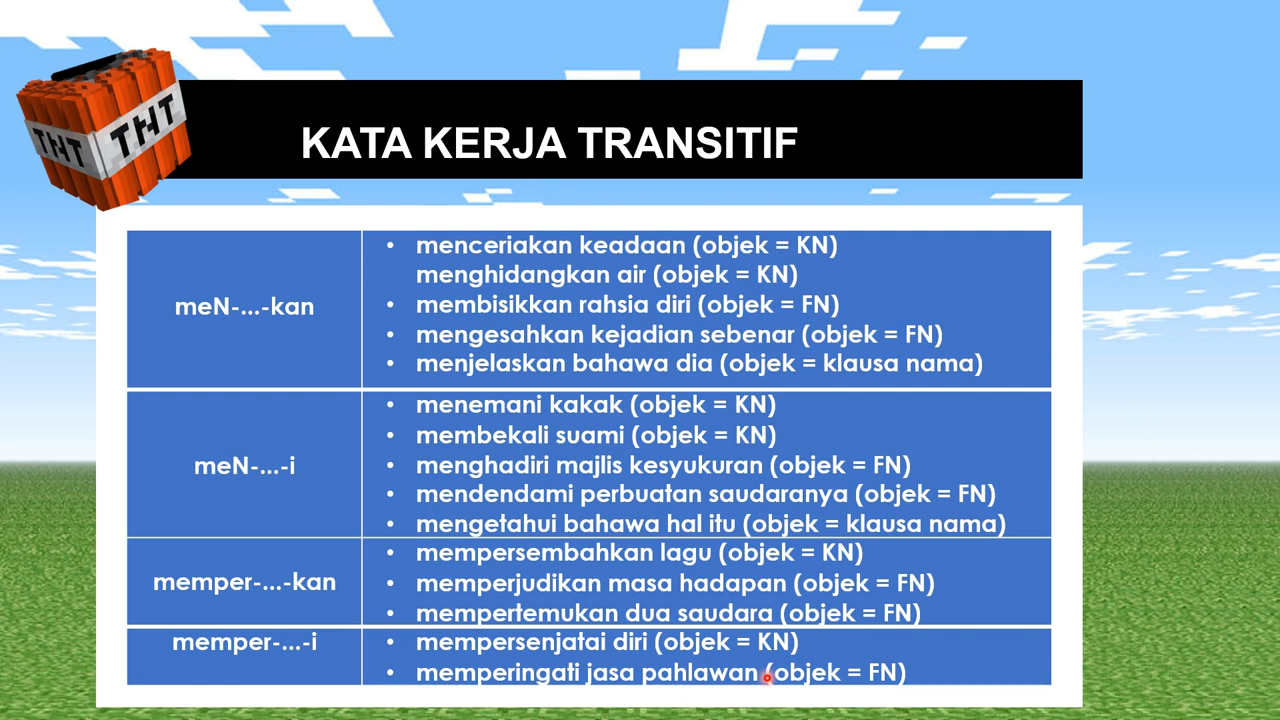 TNT TNT
KATA KERJA TRANSITIF
meN-...-kan
• menceriakan keadaan (objek = KN)
menghidangkan air (objek = KN)
• membisikkan rahsia diri (objek = FN)
• mengesahkan kejadian sebenar (objek = FN)
• menjelaskan bahawa dia (objek = klausa nama)
meN-...-i
• menemani kakak (objek = KN)
• membekali suami (objek = KN)
• menghadiri majlis kesyukuran (objek = FN)
• mendendami perbuatan saudaranya (objek = FN)
• mengetahui bahawa hal itu (objek = klausa nama)
memper-...-kan
• mempersembahkan lagu (objek = KN)
• memperjudikan masa hadapan (objek = FN)
• mempertemukan dua saudara (objek = FN)
memper-...-i
• mempersenjatai diri (objek = KN)
• memperingati jasa pahlawan (objek = FN)